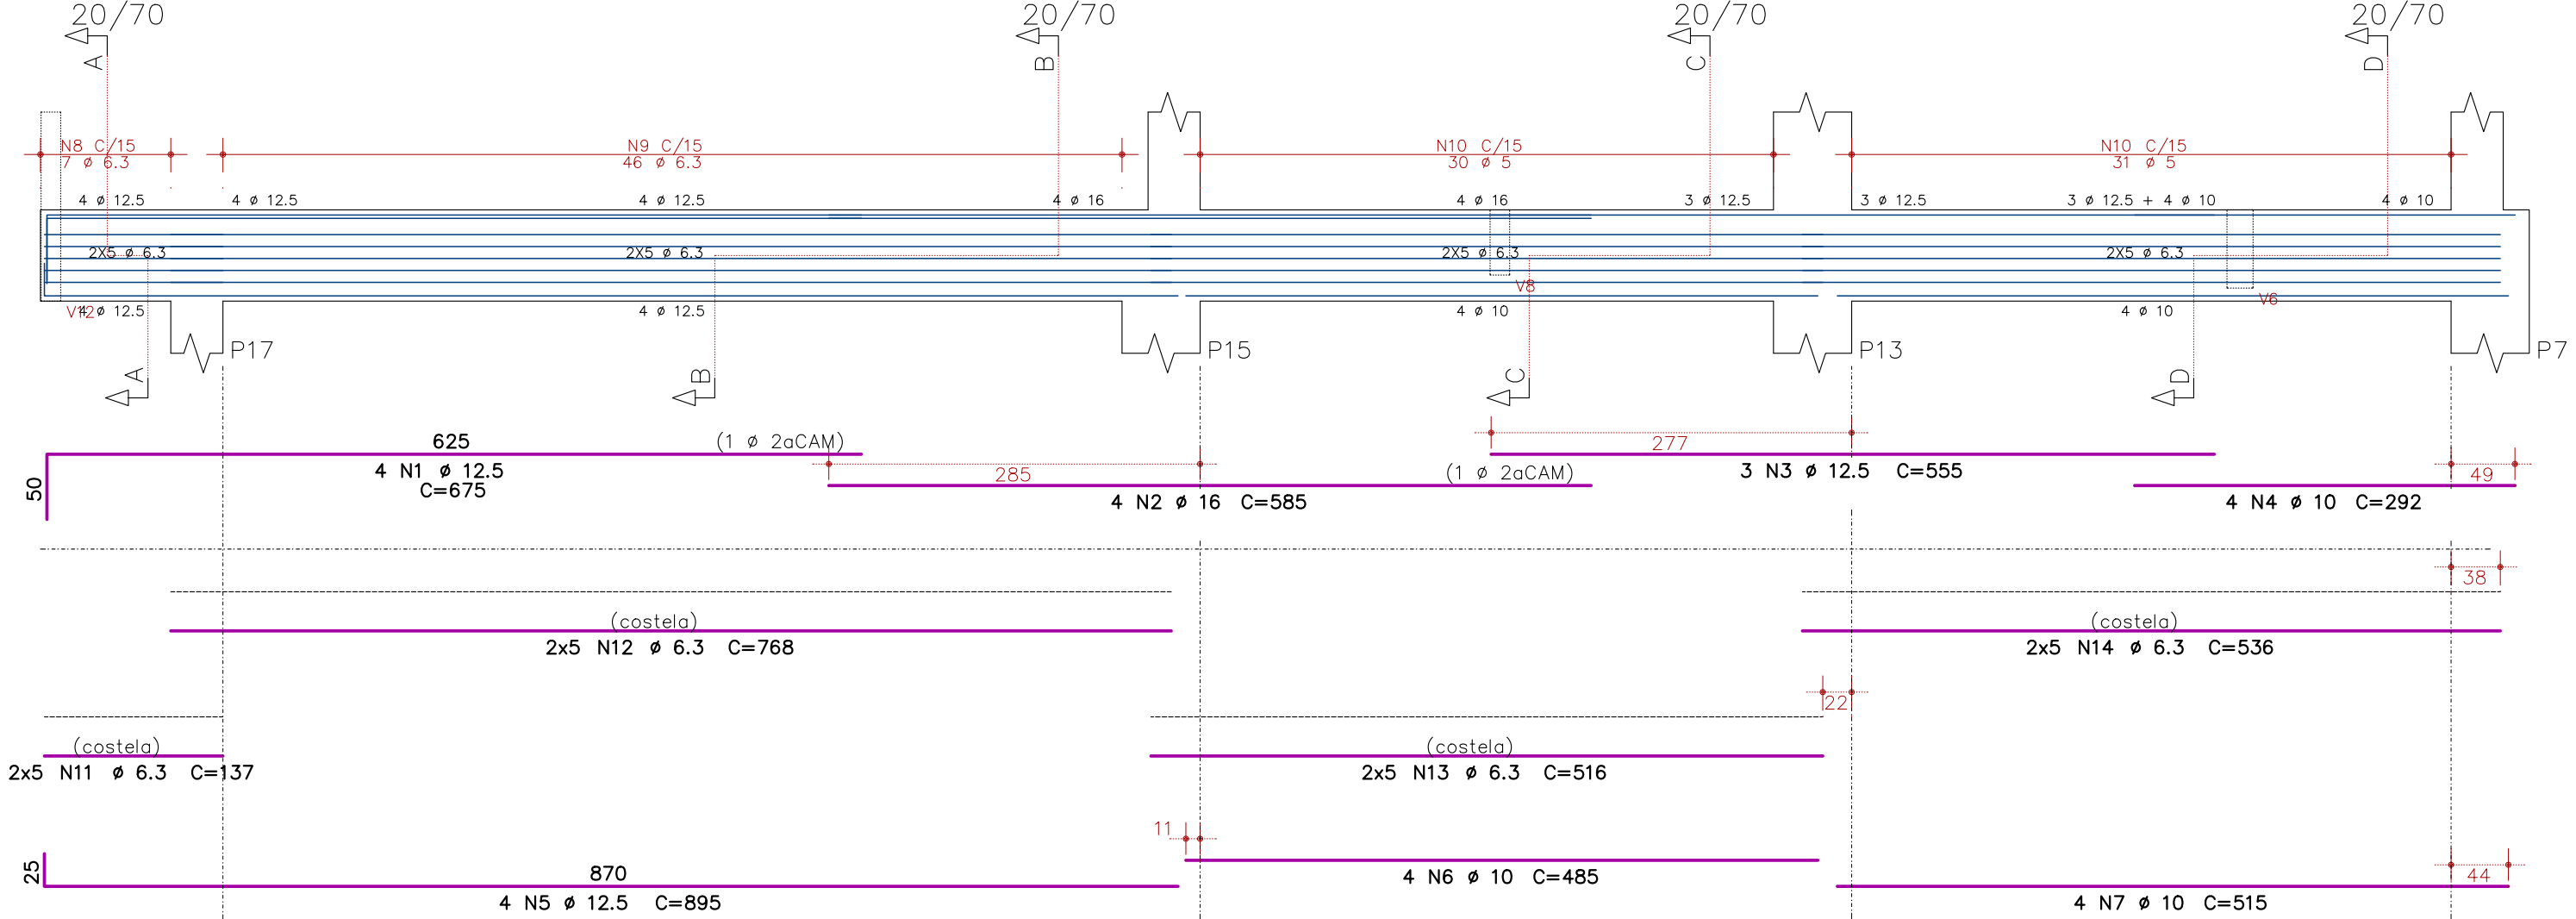 20/70 20/70 20/70 20/70
A B C D
N8 C/15 N9 C/15 N10 C/15 N10 C/15
7 ø 6.3 46 ø 6.3 30 ø 5 31 ø 5
4 ø 12.5 4 ø 12.5 4 ø 12.5 4 ø 16 4 ø 16 3 ø 12.5 3 ø 12.5 3 ø 12.5 + 4 ø 10 4 ø 10
2X5 ø 6.3 2X5 ø 6.3 2X5 ø 6.3 2X5 ø 6.3
V8 V6
V12 4 ø 12.5 4 ø 12.5 4 ø 10 4 ø 10
P17 P15 P13 P7
A B C D
625 (1 ø 2aCAM) 277
50 4 N1 ø 12.5 285 (1 ø 2aCAM) 3 N3 ø 12.5 C=555 49
C=675 4 N2 ø 16 C=585 4 N4 ø 10 C=292
38
(costela) (costela)
2x5 N12 ø 6.3 C=768 2x5 N14 ø 6.3 C=536
22
(costela) (costela)
2x5 N11 ø 6.3 C=137 2x5 N13 ø 6.3 C=516
11
25 870 4 N6 ø 10 C=485 44
4 N5 ø 12.5 C=895 4 N7 ø 10 C=515